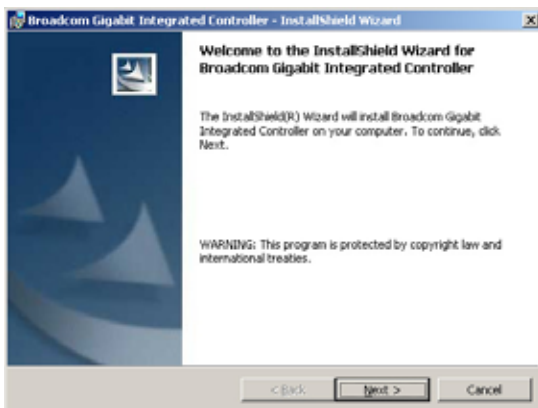 Broadcom Gigabit Integrated Controller - InstallShield Wizard
Welcome to the InstallShield Wizard for
Broadcom Gigabit Integrated Controller
The InstallShield(R) Wizard will install Broadcom Gigabit
Integrated Controller on your computer. To continue, click
Next.
WARNING: This program is protected by copyright law and
international treaties.
< Back
Next >
Cancel